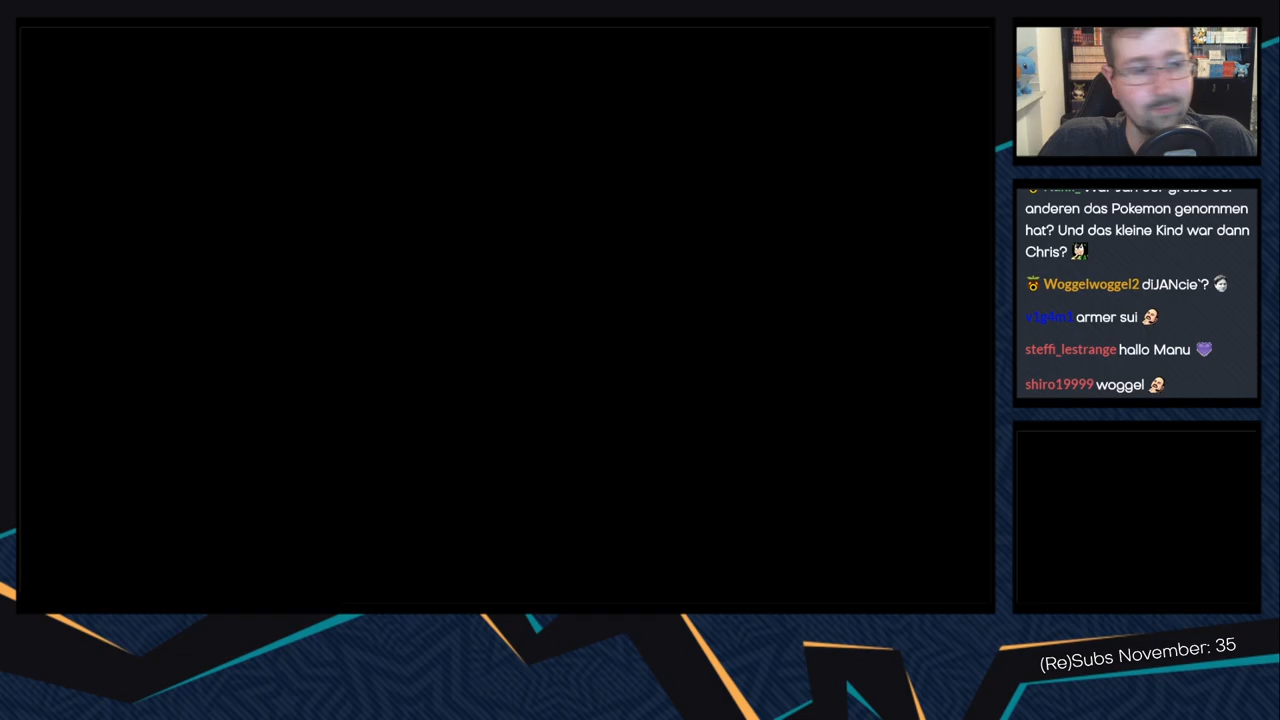 anderen das Pokemon genommen
hat? Und das kleine Kind war dann
Chris?
Woggelwoggel2 diJANcie`?
v1g4m1 armer sui
steffi_lestrange hallo Manu
shiro19999 woggel
(Re)Subs November: 35